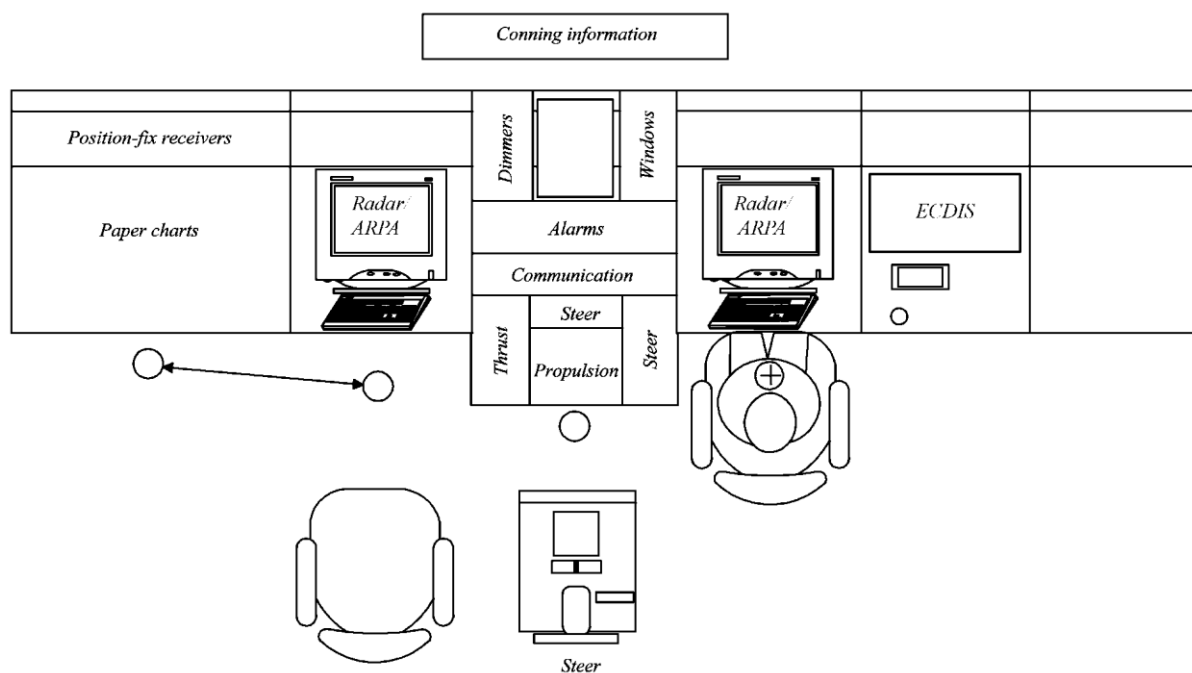 Conning information
Position-fix receivers
Dimmers
Windows
Paper charts
Radar/
ARPA
Alarms
Radar/
ARPA
ECDIS
Communication
Thrust
Steer
Steer
Propulsion
Steer